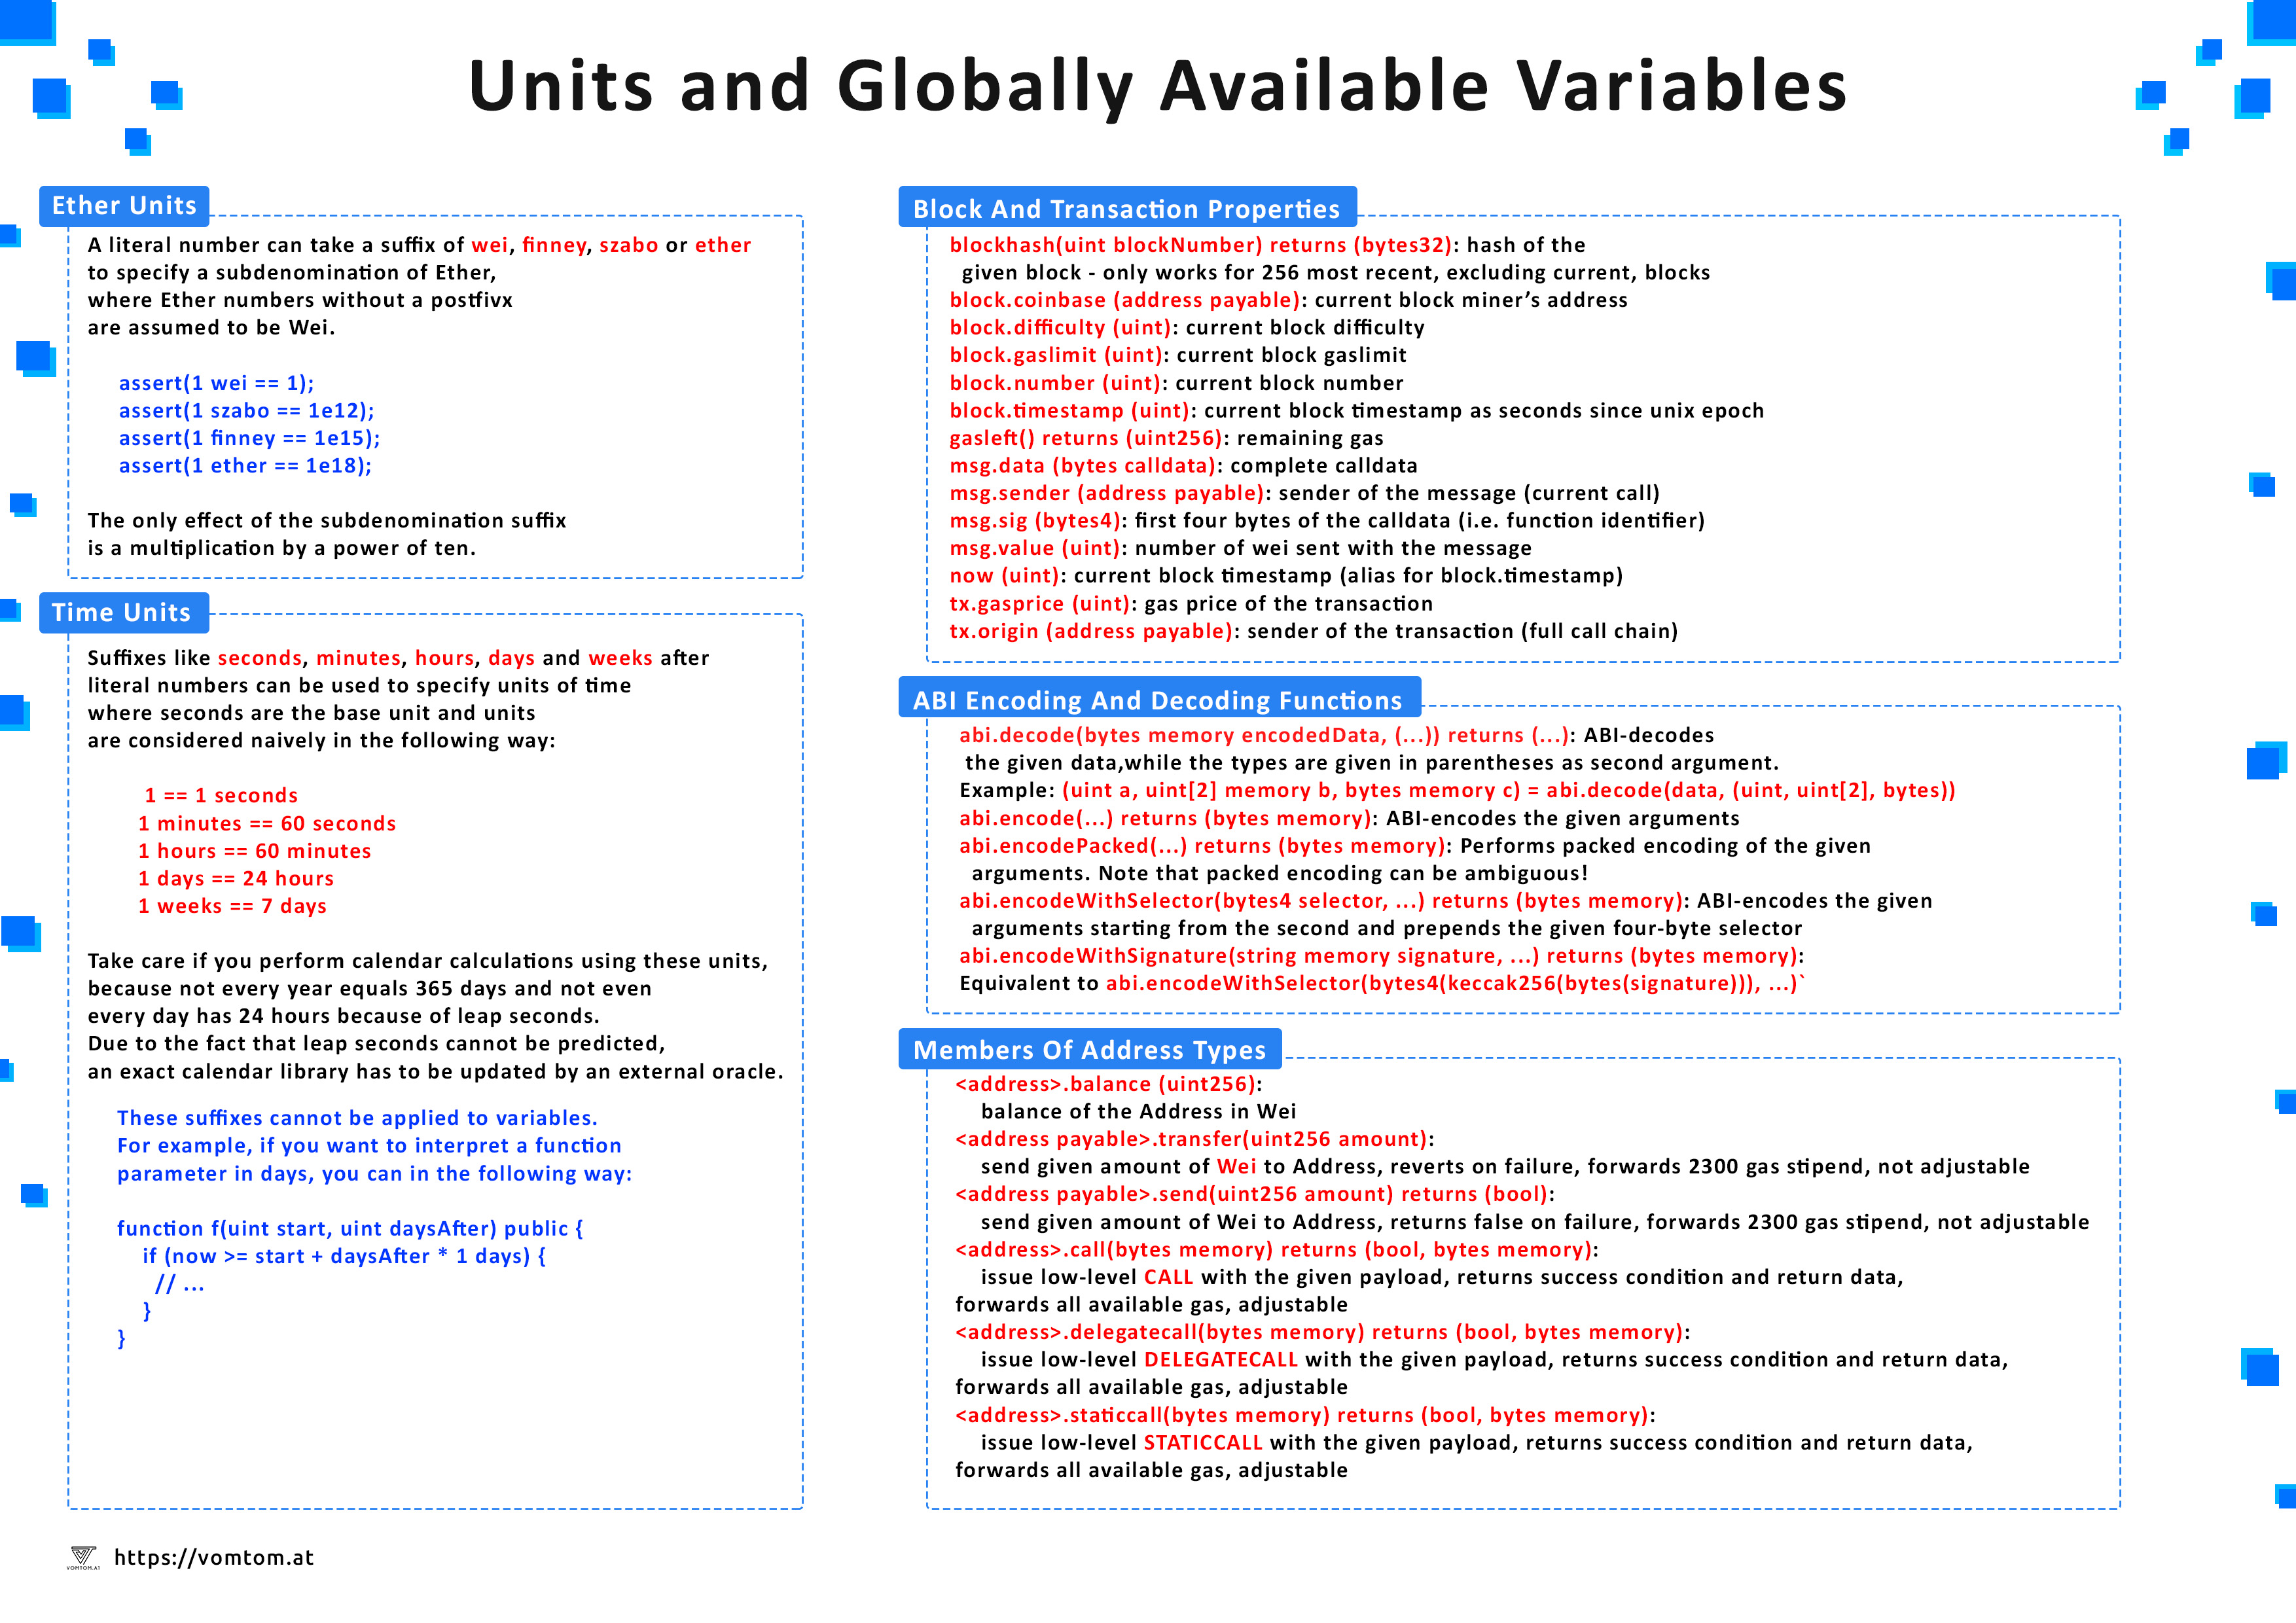 Units and Globally Available Variables
Ether Units
A literal number can take a suffix of wei, finney, szabo or ether
to specify a subdenomination of Ether,
where Ether numbers without a postfivx
are assumed to be Wei.
assert(1 wei == 1);
assert(1 szabo == 1e12);
assert(1 finney == 1e15);
assert(1 ether == 1e18);
The only effect of the subdenomination suffix
is a multiplication by a power of ten.
Time Units
Suffixes like seconds, minutes, hours, days and weeks after
literal numbers can be used to specify units of time
where seconds are the base unit and units
are considered naively in the following way:
1 == 1 seconds
1 minutes == 60 seconds
1 hours == 60 minutes
1 days == 24 hours
1 weeks == 7 days
Take care if you perform calendar calculations using these units,
because not every year equals 365 days and not even
every day has 24 hours because of leap seconds.
Due to the fact that leap seconds cannot be predicted,
an exact calendar library has to be updated by an external oracle.
These suffixes cannot be applied to variables.
For example, if you want to interpret a function
parameter in days, you can in the following way:
function f(uint start, uint daysAfter) public {
if (now >= start + daysAfter * 1 days) {
// ...
}
}
Block And Transaction Properties
blockhash(uint blockNumber) returns (bytes32): hash of the
given block - only works for 256 most recent, excluding current, blocks
block.coinbase (address payable): current block miner’s address
block.difficulty (uint): current block difficulty
block.gaslimit (uint): current block gaslimit
block.number (uint): current block number
block.timestamp (uint): current block timestamp as seconds since unix epoch
gasleft() returns (uint256): remaining gas
msg.data (bytes calldata): complete calldata
msg.sender (address payable): sender of the message (current call)
msg.sig (bytes4): first four bytes of the calldata (i.e. function identifier)
msg.value (uint): number of wei sent with the message
now (uint): current block timestamp (alias for block.timestamp)
tx.gasprice (uint): gas price of the transaction
tx.origin (address payable): sender of the transaction (full call chain)
ABI Encoding And Decoding Functions
abi.decode(bytes memory encodedData, (...)) returns (...): ABI-decodes
the given data,while the types are given in parentheses as second argument.
Example: (uint a, uint[2] memory b, bytes memory c) = abi.decode(data, (uint, uint[2], bytes))
abi.encode(...) returns (bytes memory): ABI-encodes the given arguments
abi.encodePacked(...) returns (bytes memory): Performs packed encoding of the given
arguments. Note that packed encoding can be ambiguous!
abi.encodeWithSelector(bytes4 selector, ...) returns (bytes memory): ABI-encodes the given
arguments starting from the second and prepends the given four-byte selector
abi.encodeWithSignature(string memory signature, ...) returns (bytes memory):
Equivalent to abi.encodeWithSelector(bytes4(keccak256(bytes(signature))), ...)`
Members Of Address Types
<address>.balance (uint256):
balance of the Address in Wei
<address payable>.transfer(uint256 amount):
send given amount of Wei to Address, reverts on failure, forwards 2300 gas stipend, not adjustable
<address payable>.send(uint256 amount) returns (bool):
send given amount of Wei to Address, returns false on failure, forwards 2300 gas stipend, not adjustable
<address>.call(bytes memory) returns (bool, bytes memory):
issue low-level CALL with the given payload, returns success condition and return data,
forwards all available gas, adjustable
<address>.delegatecall(bytes memory) returns (bool, bytes memory):
issue low-level DELEGATECALL with the given payload, returns success condition and return data,
forwards all available gas, adjustable
<address>.staticcall(bytes memory) returns (bool, bytes memory):
issue low-level STATICCALL with the given payload, returns success condition and return data,
forwards all available gas, adjustable
VOMTOM.AT
https://vomtom.at